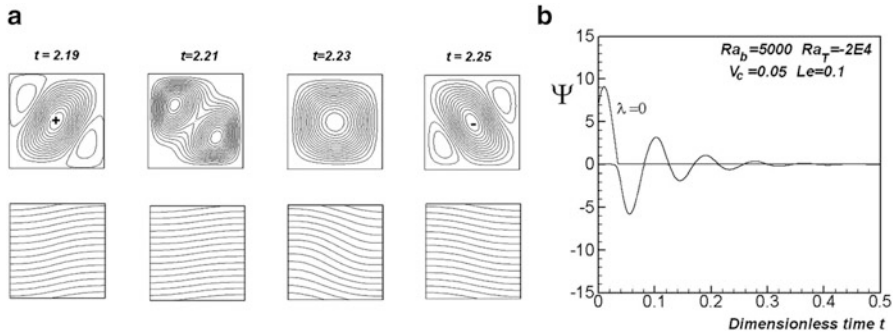 a
t = 2.19 t=2.21 t=2.23 t = 2.25
+ -
b
15
10
5
0
-5
-10
-15
Ψ
Ra_b=5000 Ra_T=-2E4
V_c=0.05 Le=0.1
λ=0
0 0.1 0.2 0.3 0.4 0.5
Dimensionless time t